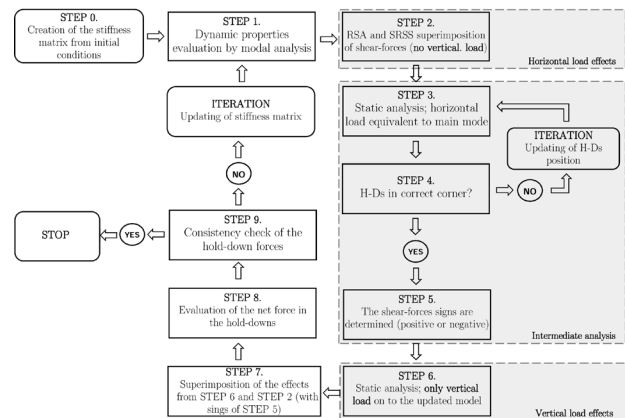 STEP 0.
Creation of the stiffness
matrix from initial
conditions
STEP 1.
Dynamic properties
evaluation by modal analysis
STEP 2.
RSA and SRSS superimposition
of shear-forces (no vertical. load)
Horizontal load effects
ITERATION
Updating of stiffness matrix
STEP 3.
Static analysis; horizontal
load equivalent to main mode
ITERATION
Updating of H-Ds
position
NO
STEP 4.
H-Ds in correct corner?
NO
STOP
YES
STEP 9.
Consistency check of the
hold-down forces
YES
STEP 8.
Evaluation of the net force in
the hold-downs
STEP 5.
The shear-forces signs are
determined (positive or negative)
Intermediate analysis
STEP 7.
Superimposition of the effects
from STEP 6 and STEP 2 (with
sings of STEP 5)
STEP 6.
Static analysis; only vertical
load on to the updated model
Vertical load effects